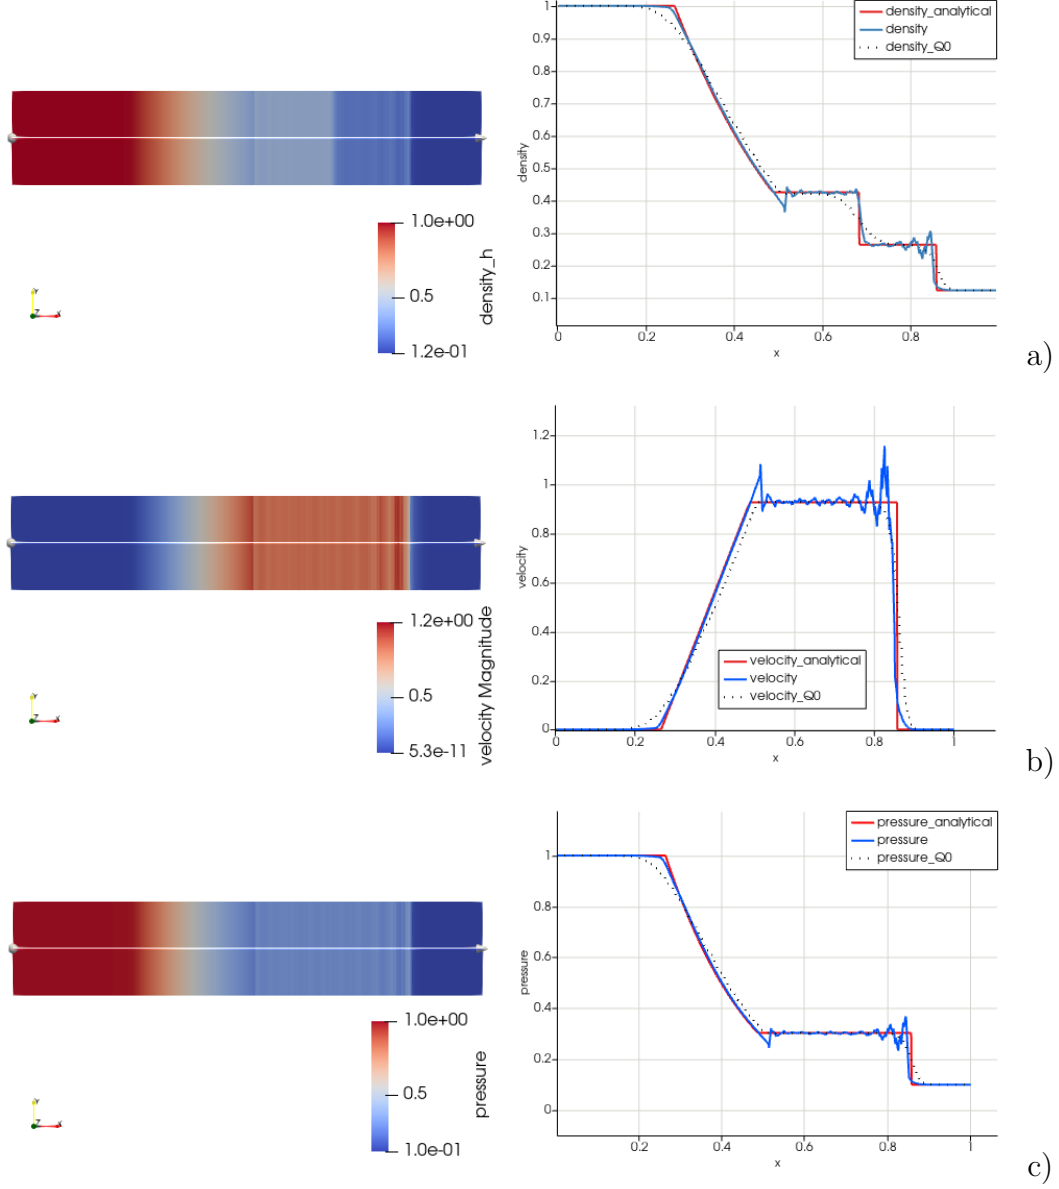 density_analytical
density
density_Q0
1
0.9
0.8
0.7
0.6
0.5
0.4
0.3
0.2
0.1
density
0
0.2
0.4
0.6
0.8
x
1.0e+00
0.5
1.2e-01
density_h
Y
Z
X
a)
1.2
1
0.8
0.6
0.4
0.2
0
velocity
velocity_analytical
velocity
velocity_Q0
0
0.2
0.4
0.6
0.8
1
x
1.2e+00
0.5
5.3e-11
velocity Magnitude
Y
Z
X
b)
pressure_analytical
pressure
pressure_Q0
1
0.8
0.6
0.4
0.2
0
pressure
0.2
0.4
0.6
0.8
1
x
1.0e+00
0.5
1.0e-01
pressure
Y
Z
X
c)